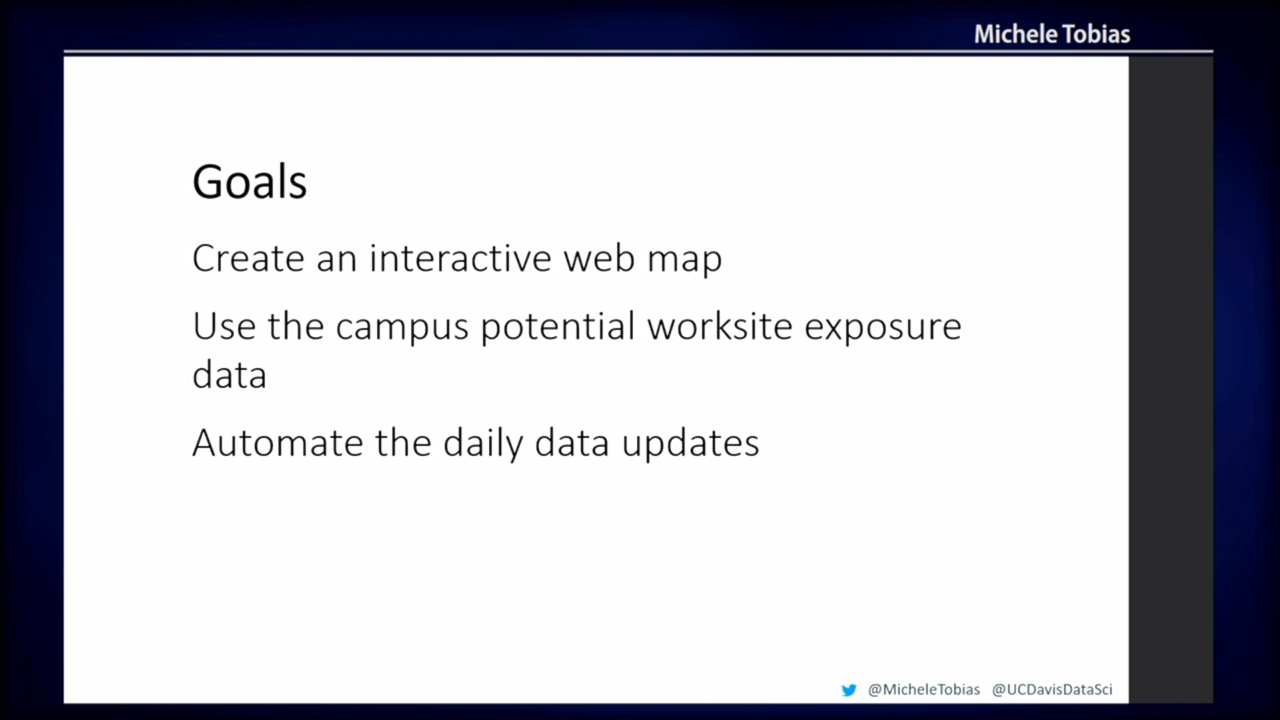 Michele Tobias
Goals
Create an interactive web map
Use the campus potential worksite exposure
data
Automate the daily data updates
@MicheleTobias @UCDavisDataSci